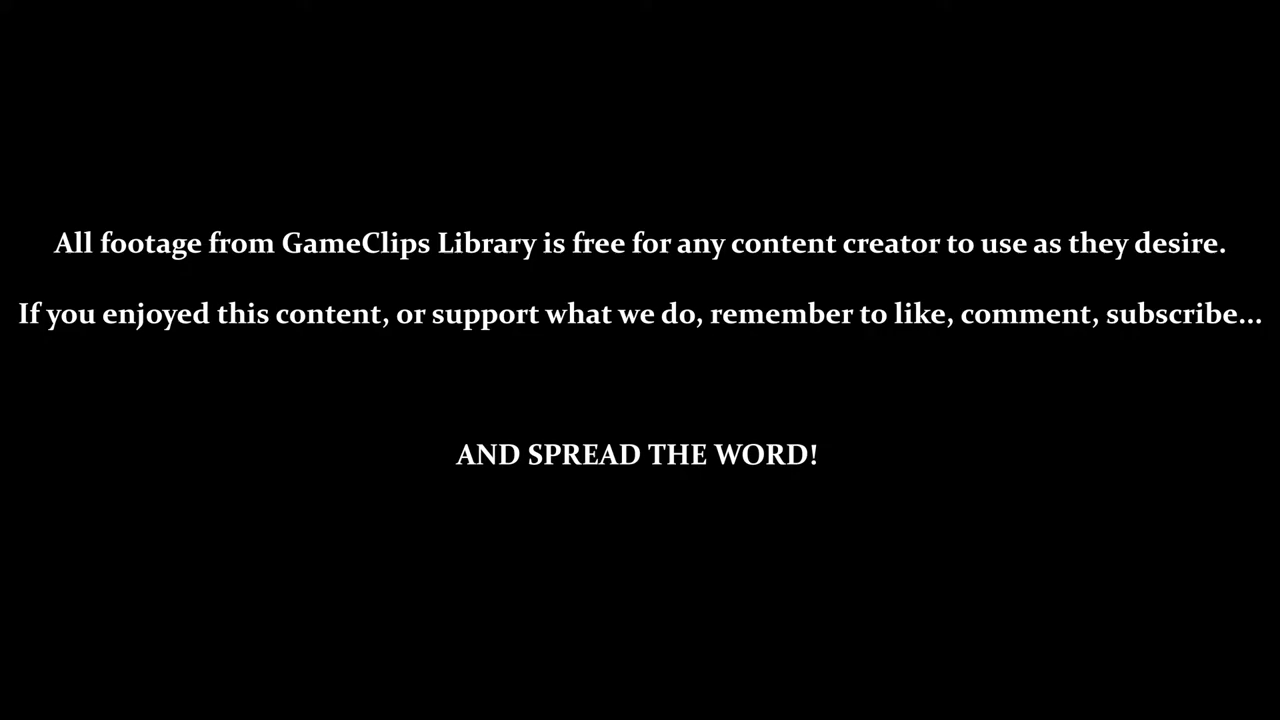 All footage from GameClips Library is free for any content creator to use as they desire.
If you enjoyed this content, or support what we do, remember to like, comment, subscribe...
AND SPREAD THE WORD!